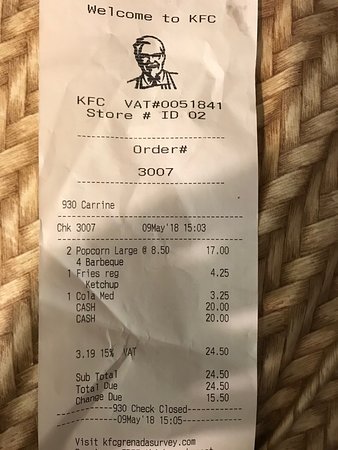 Welcome to KFC
KFC VAT#0051841
Store # ID 02
Order#
3007
930 Carrine
Chk 3007 09May'18 15:03
2 Popcorn Large @ 8.50 17.00
4 Barbeque
1 Fries reg 4.25
Ketchup
1 Cola Med 3.25
CASH 20.00
CASH 20.00
3.19 15% VAT 24.50
Sub Total 24.50
Total Due 24.50
Change Due 15.50
----------930 Check Closed----------
----------09May'18 15:05----------
Visit kfcgrenadasurvey.com